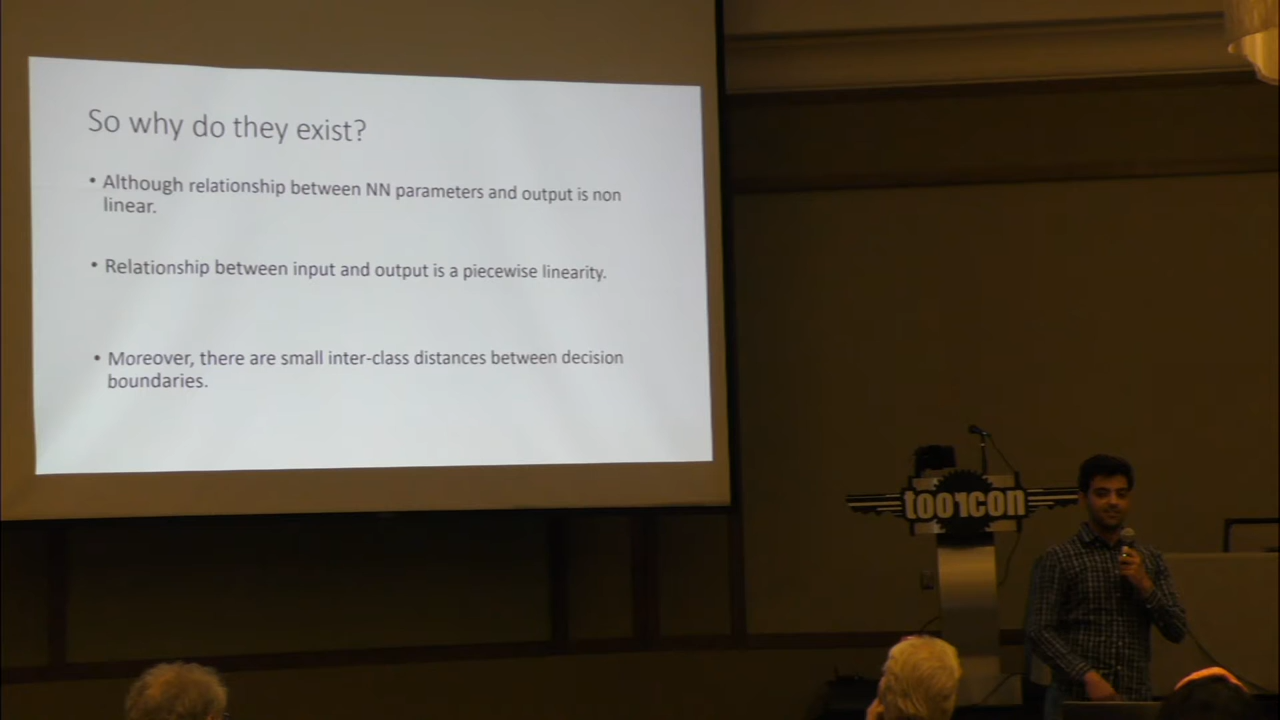 So why do they exist?
• Although relationship between NN parameters and output is non
linear.
• Relationship between input and output is a piecewise linearity.
• Moreover, there are small inter-class distances between decision
boundaries.
toorcon